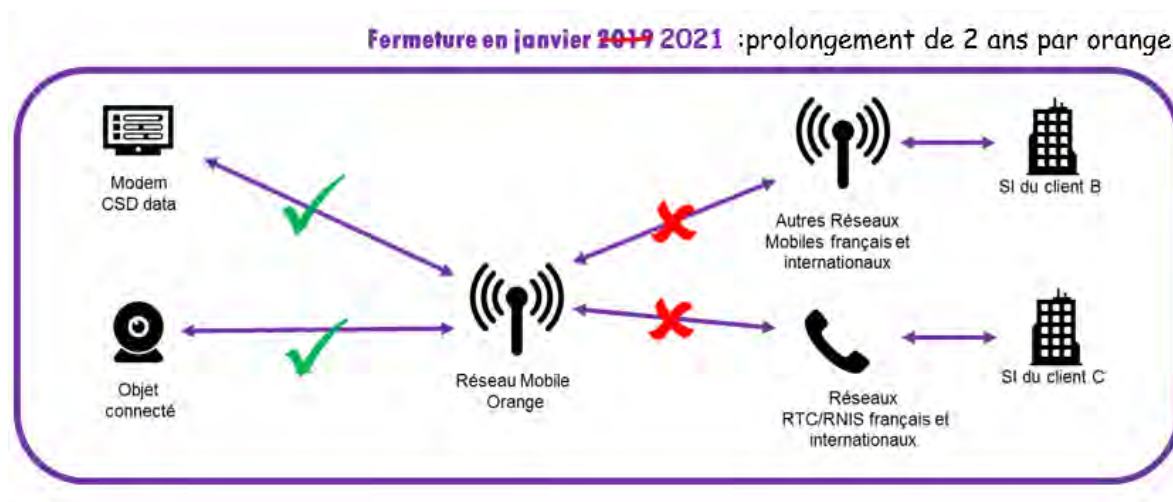 Fermeture en janvier 2019 2021 :prolongement de 2 ans par orange
Modem
CSD data
Objet
connecté
Réseau Mobile
Orange
Autres Réseaux
Mobiles français et
internationaux
SI du client B
Réseaux
RTC/RNIS français et
internationaux
SI du client C